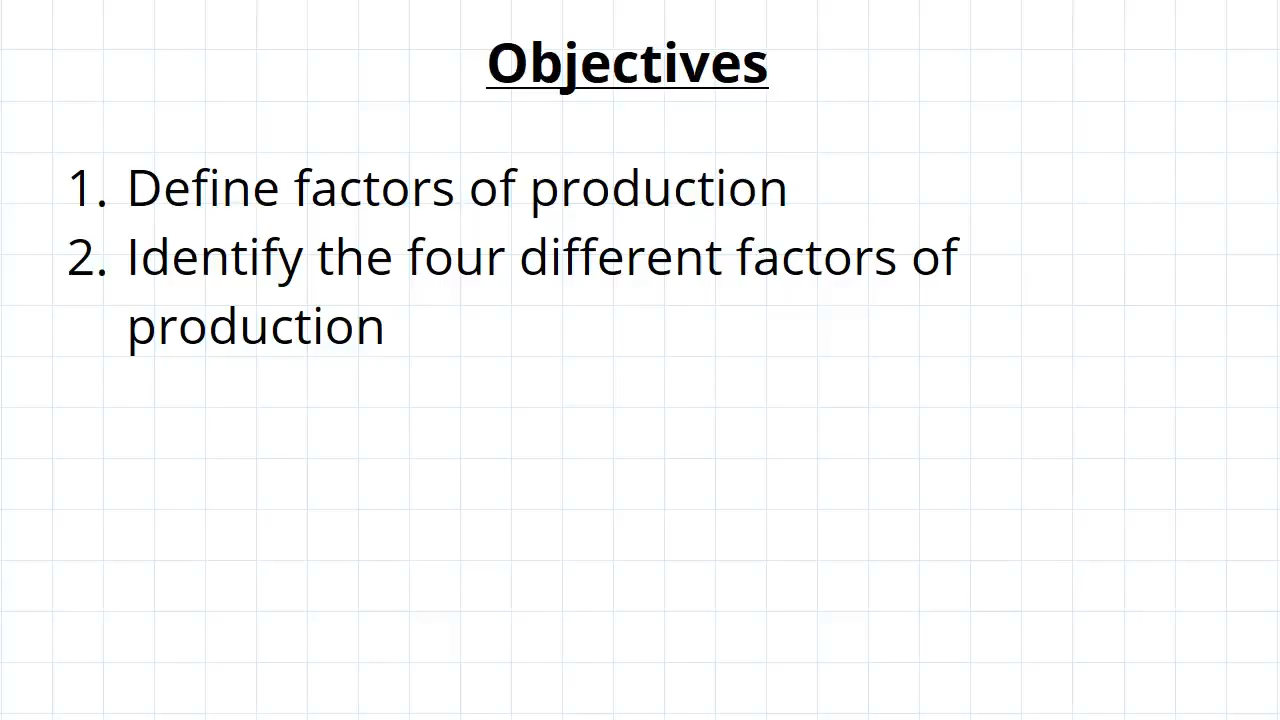 Objectives
1. Define factors of production
2. Identify the four different factors of
production